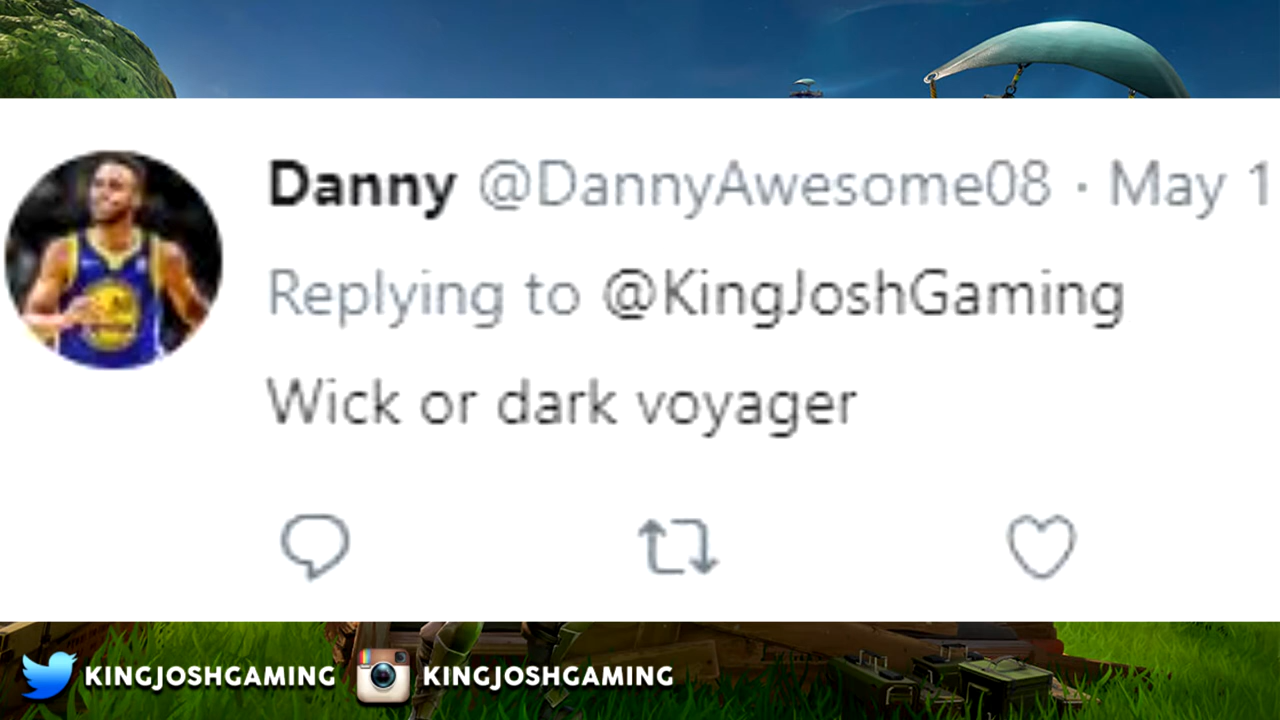 Danny @DannyAwesome08 · May 1
Replying to @KingJoshGaming
Wick or dark voyager
KINGJOSHGAMING KINGJOSHGAMING